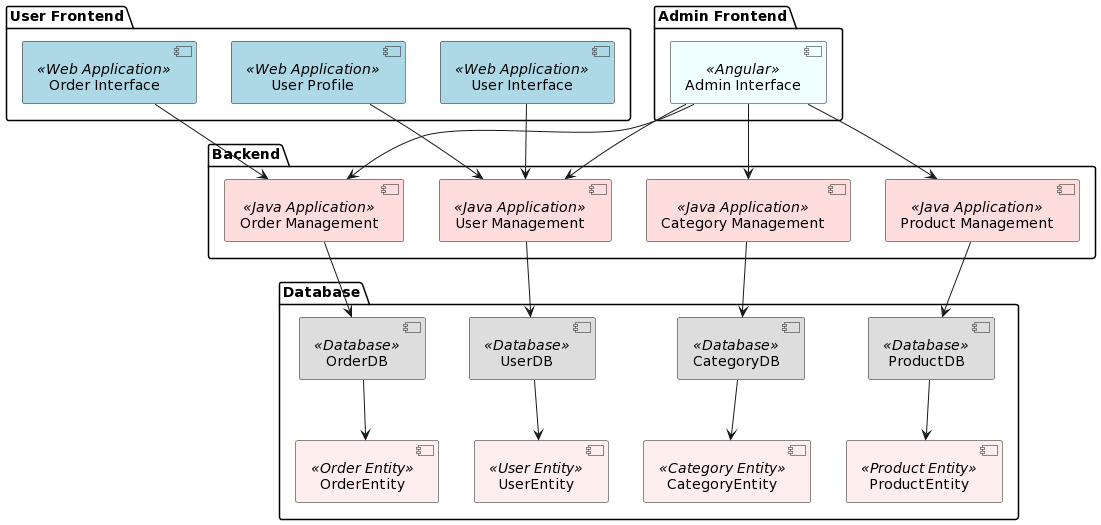 User Frontend
Admin Frontend
«Web Application»
Order Interface
«Web Application»
User Profile
«Web Application»
User Interface
«Angular»
Admin Interface
Backend
«Java Application»
Order Management
«Java Application»
User Management
«Java Application»
Category Management
«Java Application»
Product Management
Database
«Database»
OrderDB
«Database»
UserDB
«Database»
CategoryDB
«Database»
ProductDB
«Order Entity»
OrderEntity
«User Entity»
UserEntity
«Category Entity»
CategoryEntity
«Product Entity»
ProductEntity